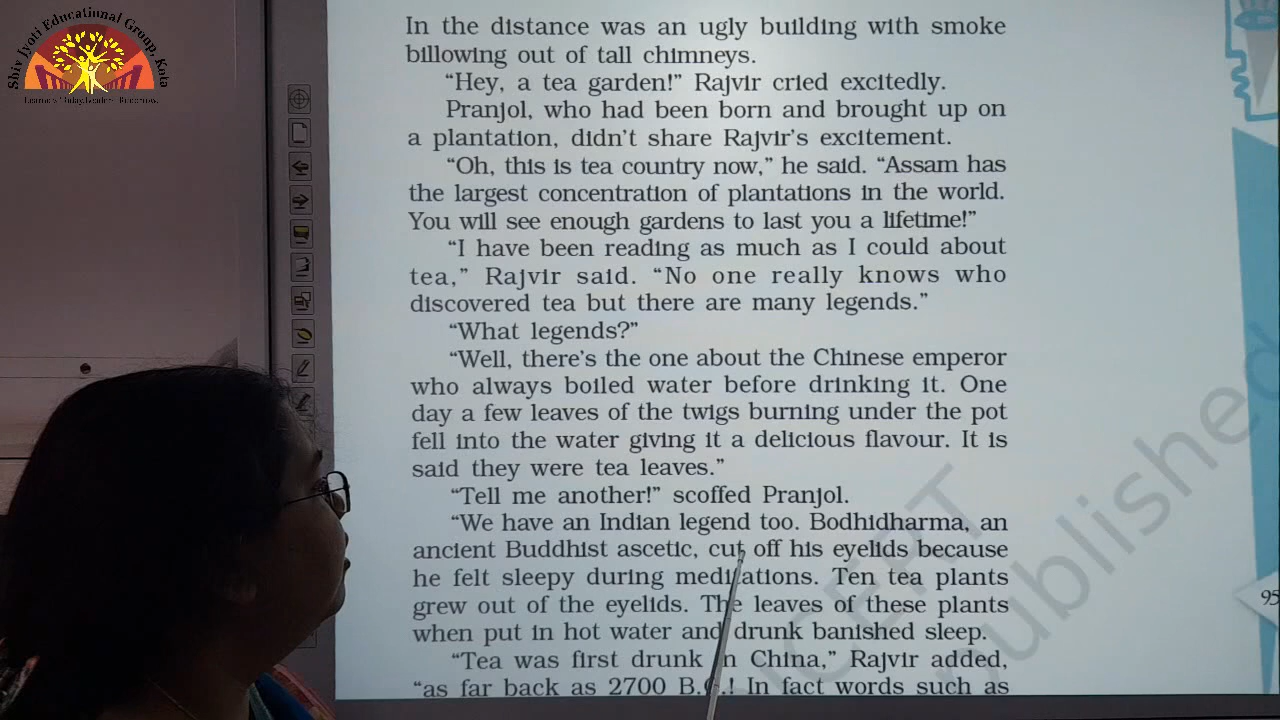 Shiv Jyoti Educational Group, Kota
In the distance was an ugly building with smoke
billowing out of tall chimneys.
“Hey, a tea garden!” Rajvir cried excitedly.
Pranjol, who had been born and brought up on
a plantation, didn’t share Rajvir’s excitement.
“Oh, this is tea country now,” he said. “Assam has
the largest concentration of plantations in the world.
You will see enough gardens to last you a lifetime!”
“I have been reading as much as I could about
tea,” Rajvir said. “No one really knows who
discovered tea but there are many legends.”
“What legends?”
“Well, there’s the one about the Chinese emperor
who always boiled water before drinking it. One
day a few leaves of the twigs burning under the pot
fell into the water giving it a delicious flavour. It is
said they were tea leaves.”
“Tell me another!” scoffed Pranjol.
“We have an Indian legend too. Bodhidharma, an
ancient Buddhist ascetic, cut off his eyelids because
he felt sleepy during meditations. Ten tea plants
grew out of the eyelids. The leaves of these plants
when put in hot water and drunk banished sleep.
“Tea was first drunk in China,” Rajvir added,
“as far back as 2700 B.C.! In fact words such as
95
published